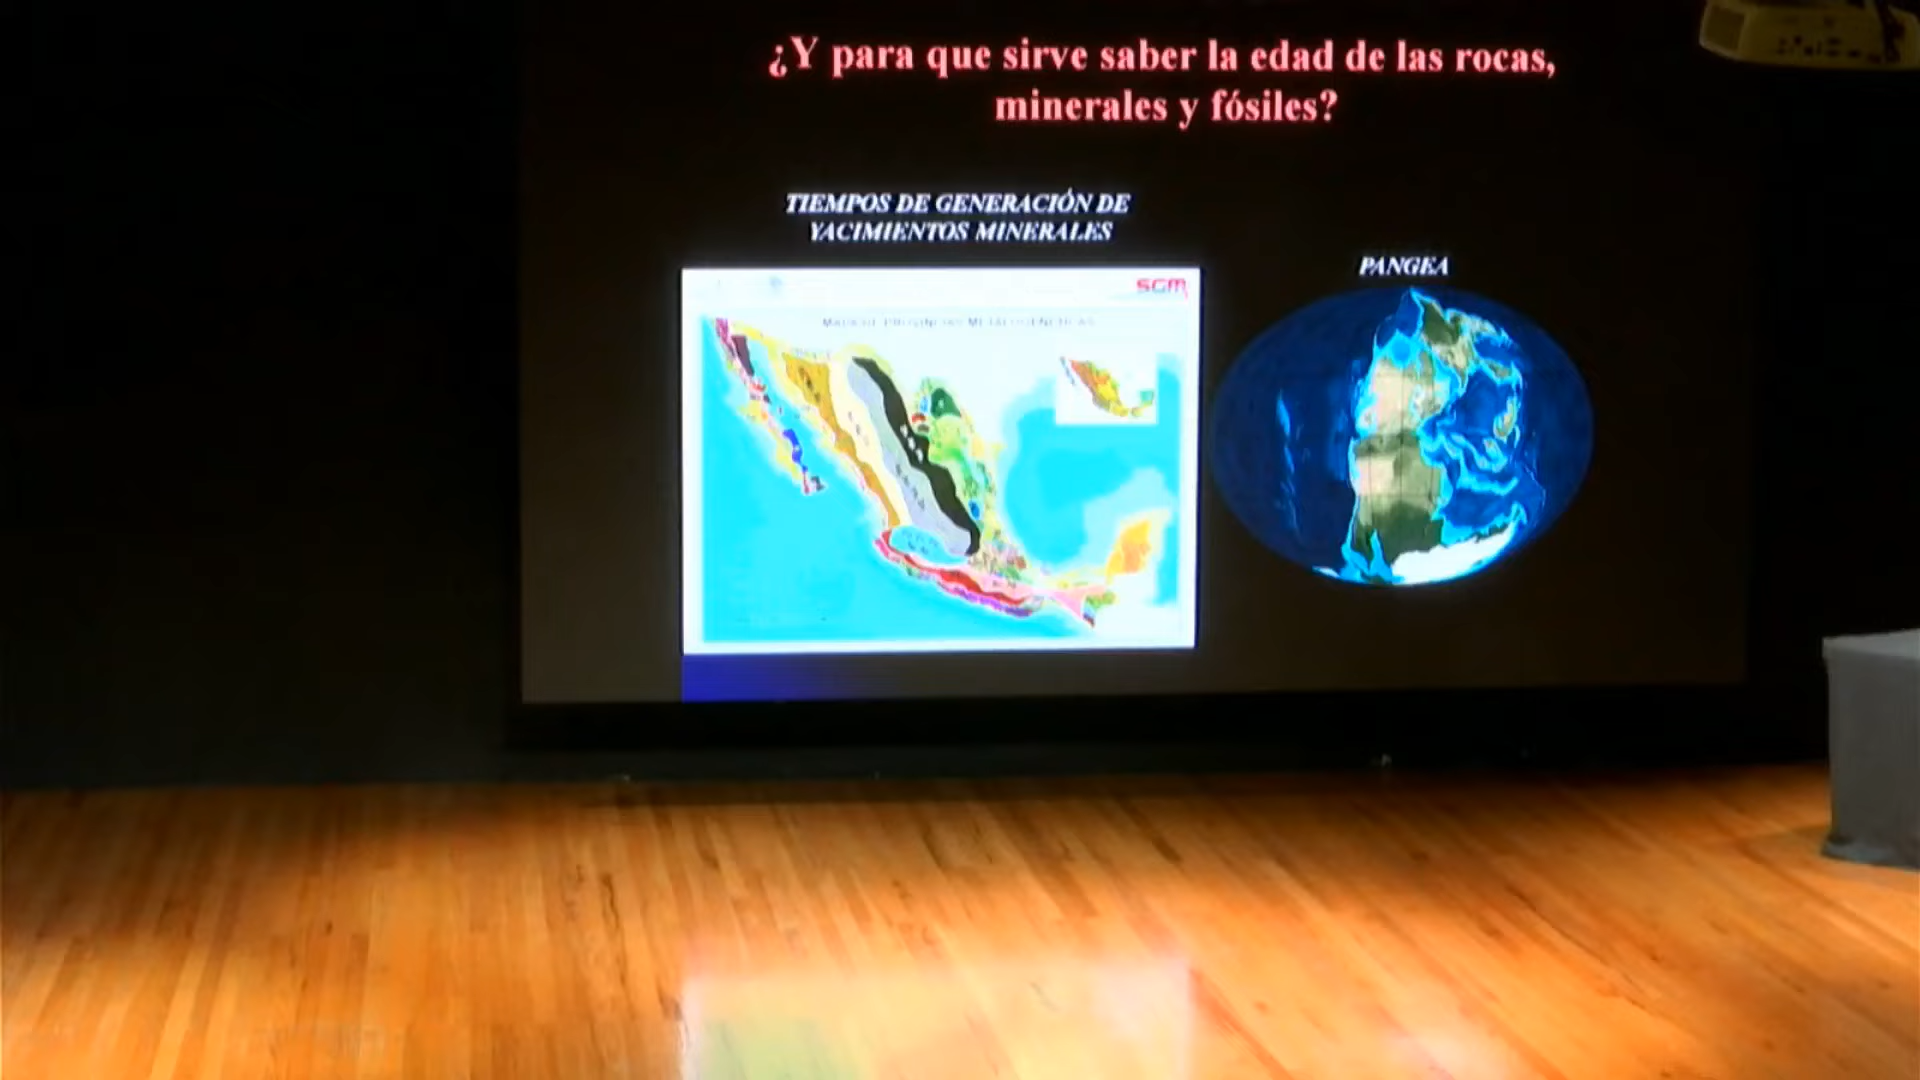 ¿Y para que sirve saber la edad de las rocas,
minerales y fósiles?
TIEMPOS DE GENERACIÓN DE
YACIMIENTOS MINERALES
PANGEA
SGM